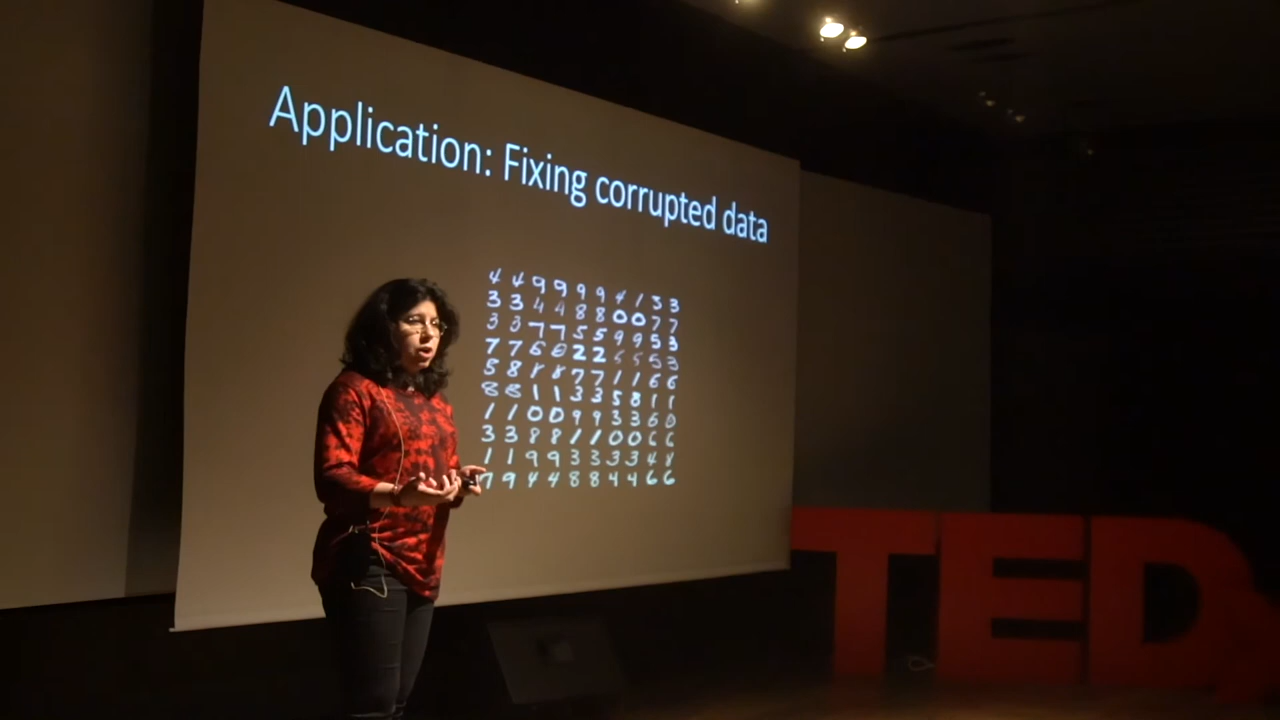 Application: Fixing corrupted data
4 4 9 9 9 9 4 1 3 3
3 3 4 4 8 8 0 0 7 7
3 3 7 7 5 5 9 9 5 3
7 7 6 6 2 2 5 5 5 3
5 8 8 8 7 7 1 1 6 6
8 8 1 1 3 3 5 8 1 1
1 1 0 0 9 9 3 3 6 0
3 3 8 8 1 1 0 0 6 6
1 1 9 9 3 3 3 3 4 8
7 9 4 4 8 8 4 4 6 6
TEDx